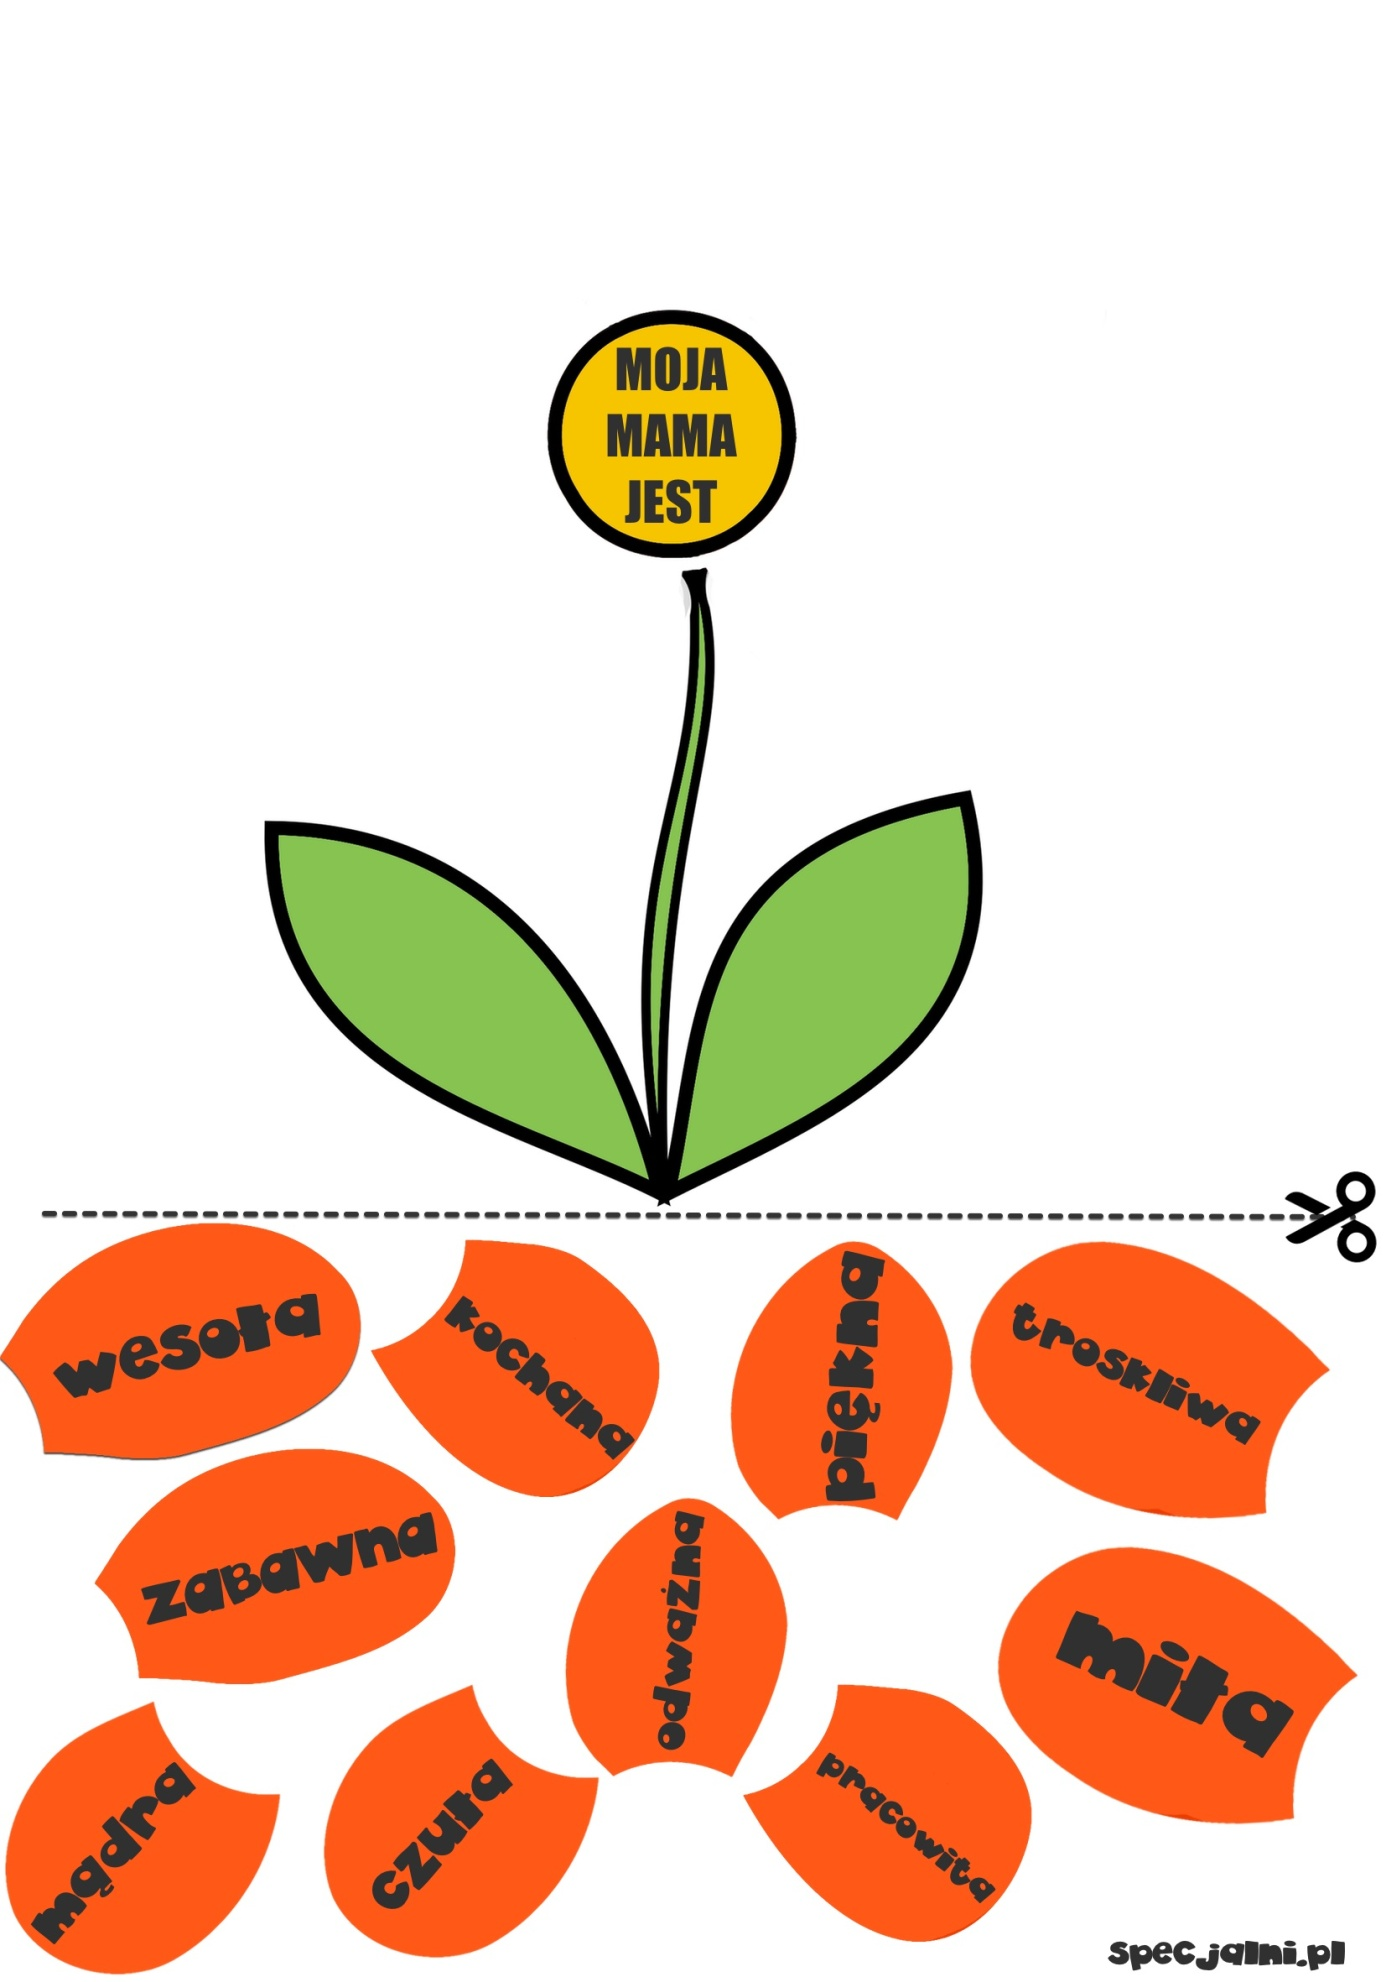 MOJA
MAMA
JEST
wesoła
kochana
piękna
troskliwa
zabawna
odważna
miła
mądra
czuła
pracowita
specjalni.pl